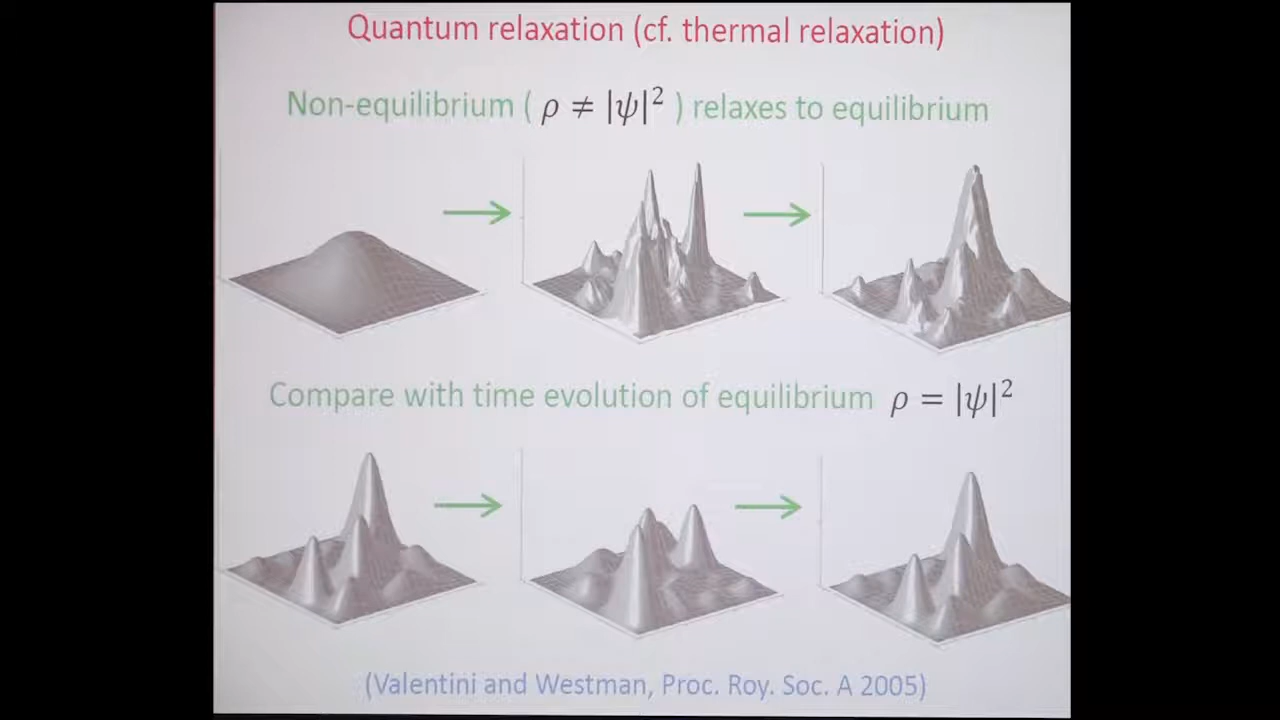 Quantum relaxation (cf. thermal relaxation)
Non-equilibrium ( ρ ≠ |ψ|² ) relaxes to equilibrium
Compare with time evolution of equilibrium ρ = |ψ|²
(Valentini and Westman, Proc. Roy. Soc. A 2005)